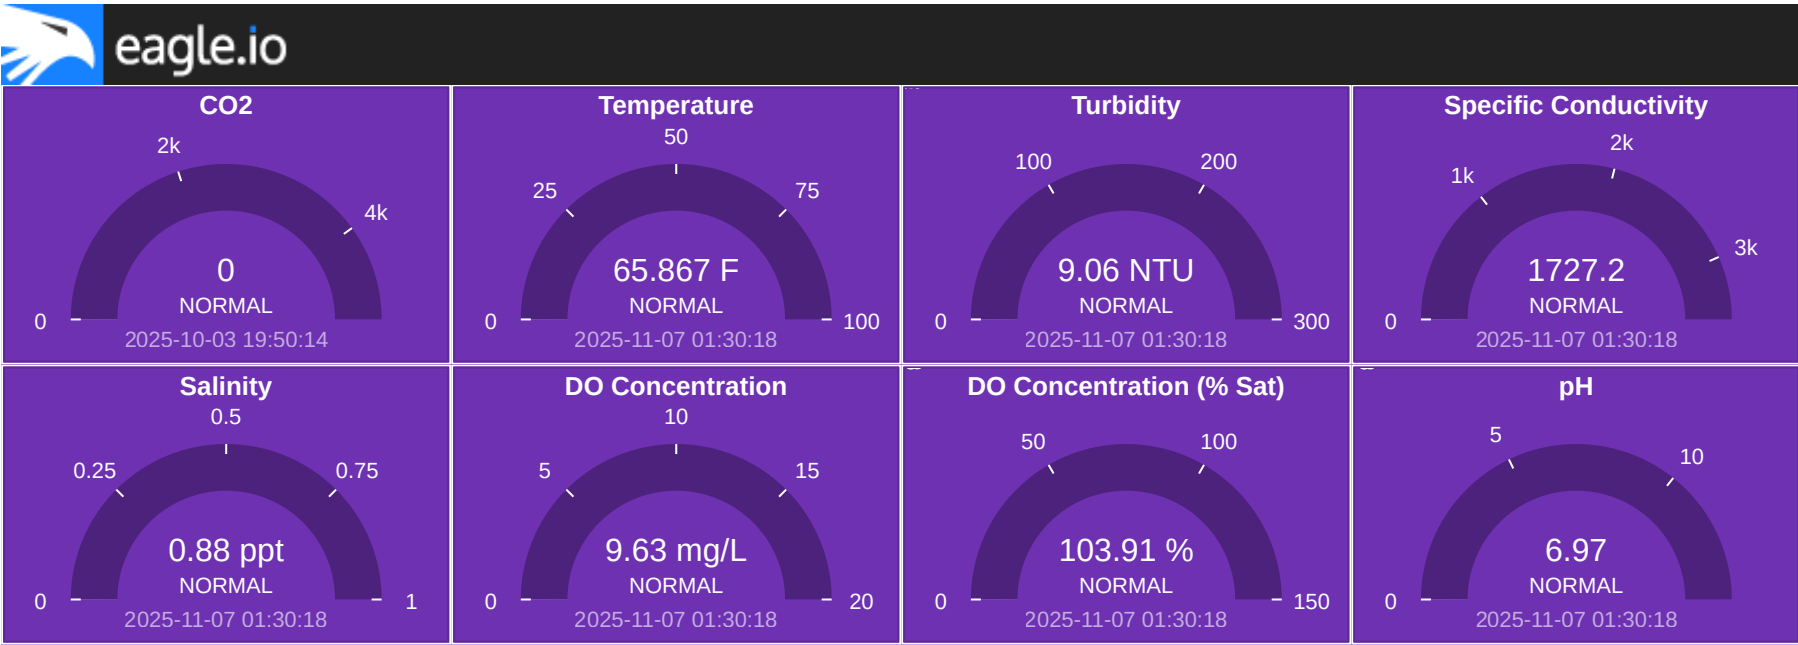 eagle.io
CO2
2k
4k
0
0
NORMAL
2025-10-03 19:50:14
Temperature
50
25
75
65.867 F
NORMAL
0
100
2025-11-07 01:30:18
Turbidity
100
200
9.06 NTU
NORMAL
0
300
2025-11-07 01:30:18
Specific Conductivity
2k
1k
3k
1727.2
NORMAL
0
2025-11-07 01:30:18
Salinity
0.5
0.25
0.75
0.88 ppt
NORMAL
0
1
2025-11-07 01:30:18
DO Concentration
10
5
15
9.63 mg/L
NORMAL
0
20
2025-11-07 01:30:18
DO Concentration (% Sat)
50
100
103.91 %
NORMAL
0
150
2025-11-07 01:30:18
pH
5
10
6.97
NORMAL
0
2025-11-07 01:30:18